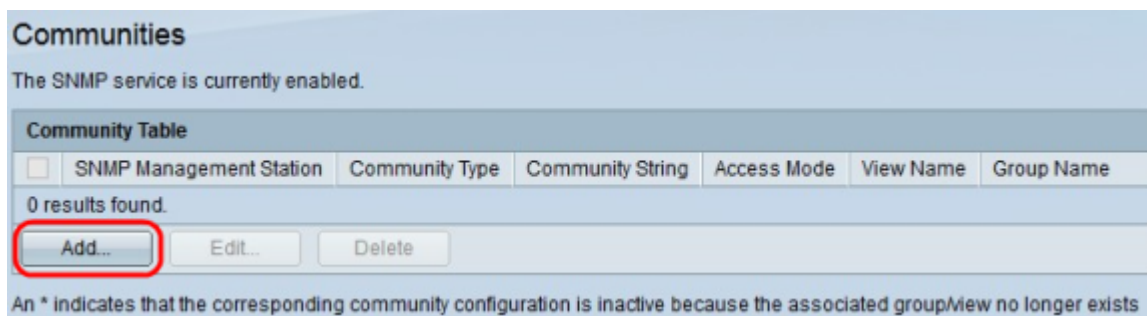 Communities
The SNMP service is currently enabled.
Community Table
SNMP Management Station Community Type Community String Access Mode View Name Group Name
0 results found.
Add... Edit... Delete
An * indicates that the corresponding community configuration is inactive because the associated group/view no longer exists